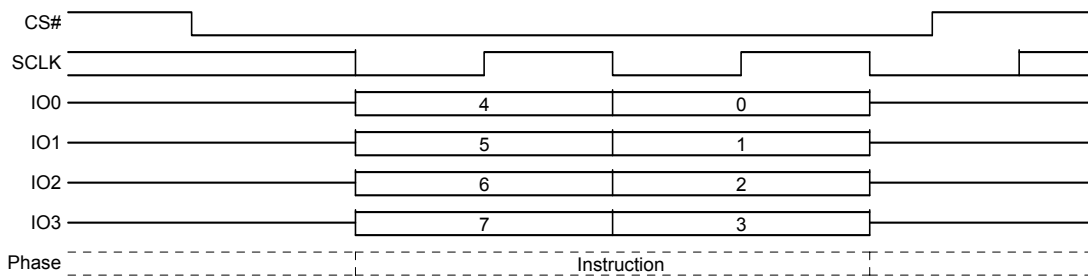 CS#
SCLK
IO0 4 0
IO1 5 1
IO2 6 2
IO3 7 3
Phase Instruction